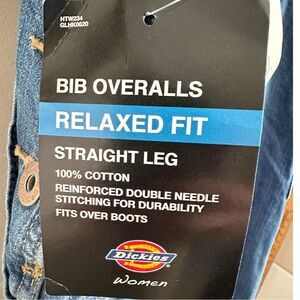 HTW234
GLHK0620
BIB OVERALLS
RELAXED FIT
STRAIGHT LEG
100% COTTON
REINFORCED DOUBLE NEEDLE
STITCHING FOR DURABILITY
FITS OVER BOOTS
Dickies
Women